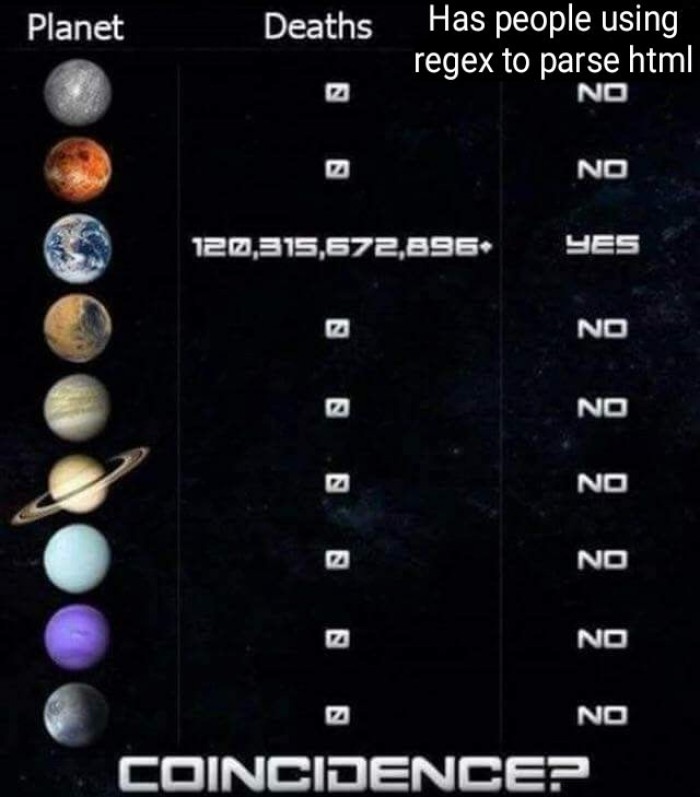 Planet Deaths Has people using
regex to parse html
0 NO
0 NO
120,315,672,896+ YES
0 NO
0 NO
0 NO
0 NO
0 NO
0 NO
COINCIDENCE?